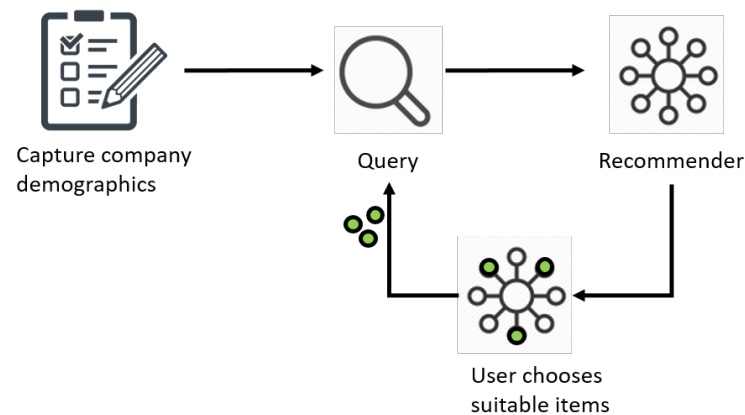 Capture company
demographics
Query
Recommender
User chooses
suitable items